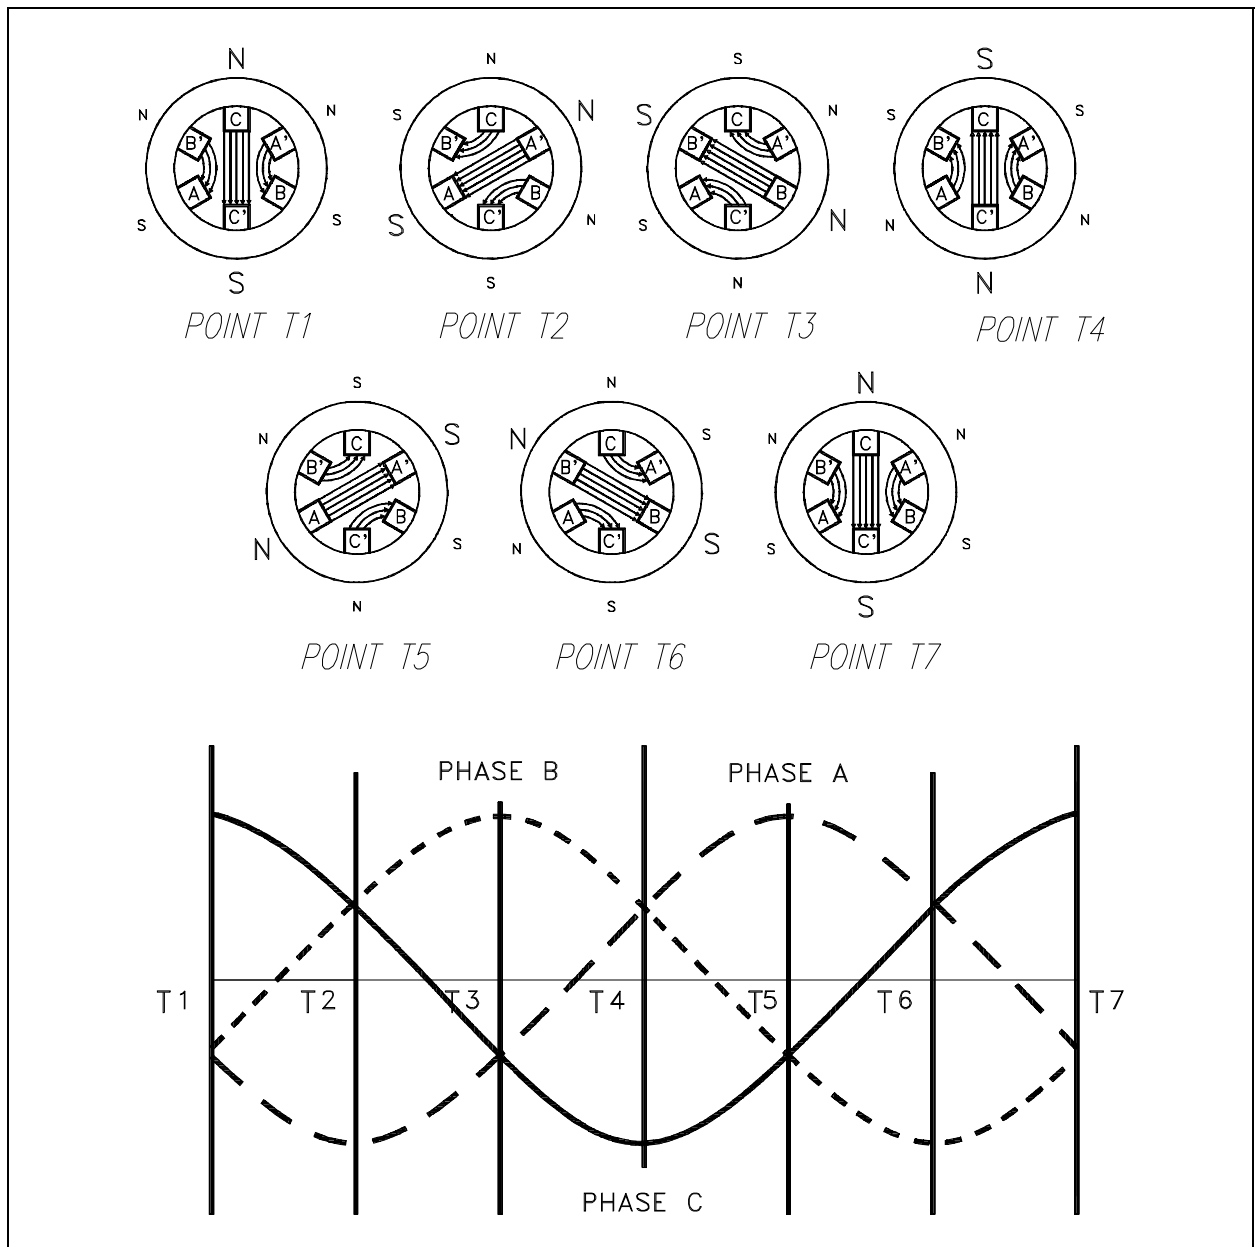 N S N S
N N S N S S S S
B' C A' B' C A' B' C A' B' C A'
A C' B A C' B A C' B A C' B
S S S N S N N N
S S N N
POINT T1 POINT T2 POINT T3 POINT T4
S N N
N S N S N N
B' C A' B' C A' B' C A'
A C' B A C' B A C' B
N S N S S S
N S S
POINT T5 POINT T6 POINT T7
PHASE B PHASE A
T1 T2 T3 T4 T5 T6 T7
PHASE C